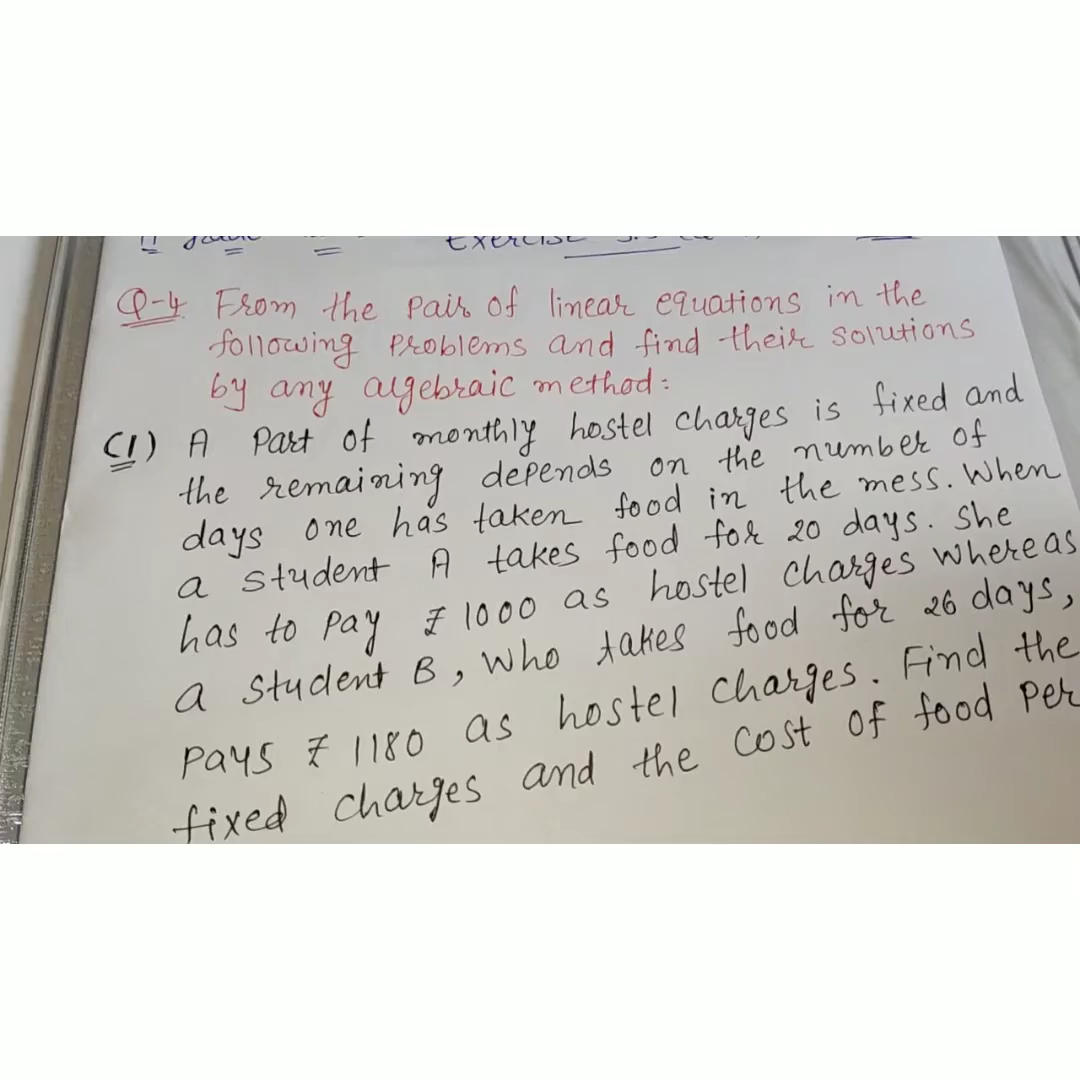 Q-4 From the pair of linear equations in the
following problems and find their solutions
by any algebraic method:
(1) A Part of monthly hostel charges is fixed and
the remaining depends on the number of
days one has taken food in the mess. When
a student A takes food for 20 days. She
has to pay ₹ 1000 as hostel charges whereas
a student B, who takes food for 26 days,
pays ₹ 1180 as hostel charges. Find the
fixed charges and the cost of food per